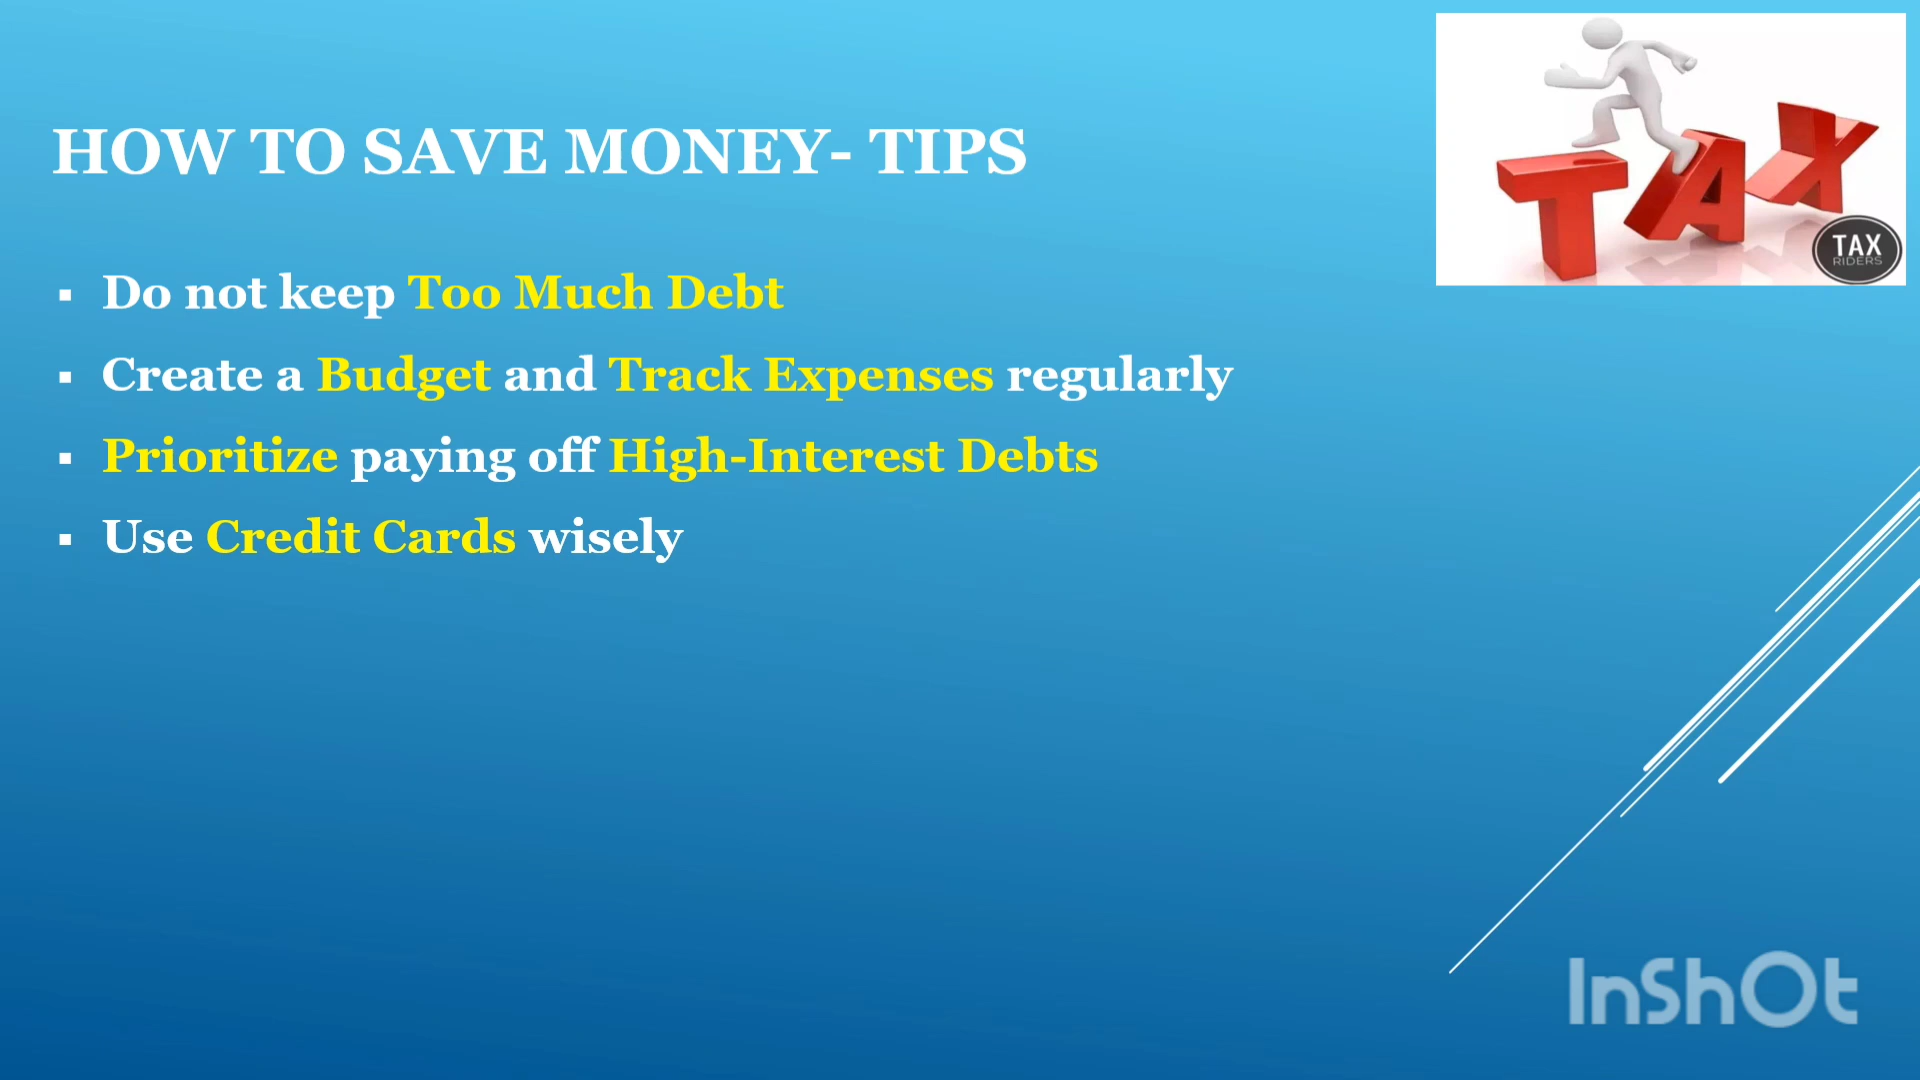 HOW TO SAVE MONEY- TIPS
TAX
TAX
RIDERS
▪ Do not keep Too Much Debt
▪ Create a Budget and Track Expenses regularly
▪ Prioritize paying off High-Interest Debts
▪ Use Credit Cards wisely
InShOt